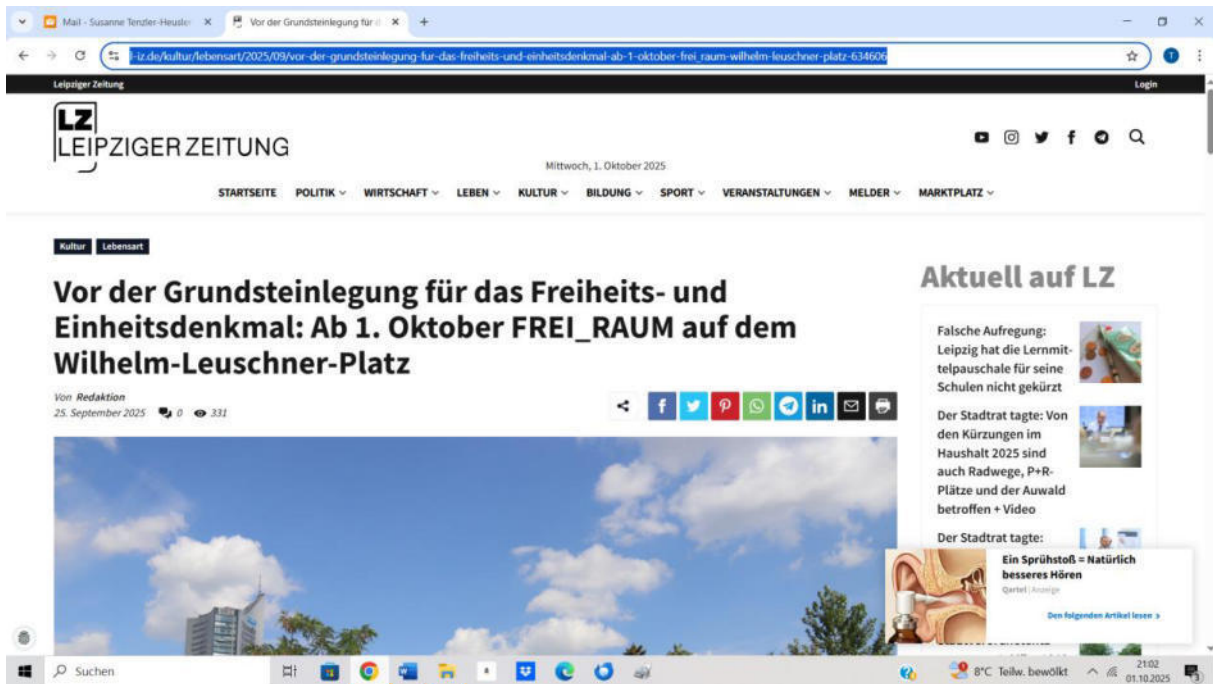 Mail - Susanne Tenzler-Heusler
Vor der Grundsteinlegung für d
l-iz.de/kultur/lebensart/2025/09/vor-der-grundsteinlegung-fur-das-freiheits-und-einheitsdenkmal-ab-1-oktober-frei_raum-wilhelm-leuschner-platz-634606
T
Leipziger Zeitung
Login
LZ
LEIPZIGER ZEITUNG
Mittwoch, 1. Oktober 2025
STARTSEITE POLITIK WIRTSCHAFT LEBEN KULTUR BILDUNG SPORT VERANSTALTUNGEN MELDER MARKTPLATZ
Kultur Lebensart
Vor der Grundsteinlegung für das Freiheits- und
Einheitsdenkmal: Ab 1. Oktober FREI_RAUM auf dem
Wilhelm-Leuschner-Platz
Von Redaktion
25. September 2025 0 331
Aktuell auf LZ
Falsche Aufregung:
Leipzig hat die Lernmit-
telpauschale für seine
Schulen nicht gekürzt
Der Stadtrat tagte: Von
den Kürzungen im
Haushalt 2025 sind
auch Radwege, P+R-
Plätze und der Auwald
betroffen + Video
Der Stadtrat tagte:
Ein Sprühstoß = Natürlich
besseres Hören
Qartel | Anzeige
Den folgenden Artikel lesen >
Suchen
8°C Teilw. bewölkt
21:02
01.10.2025